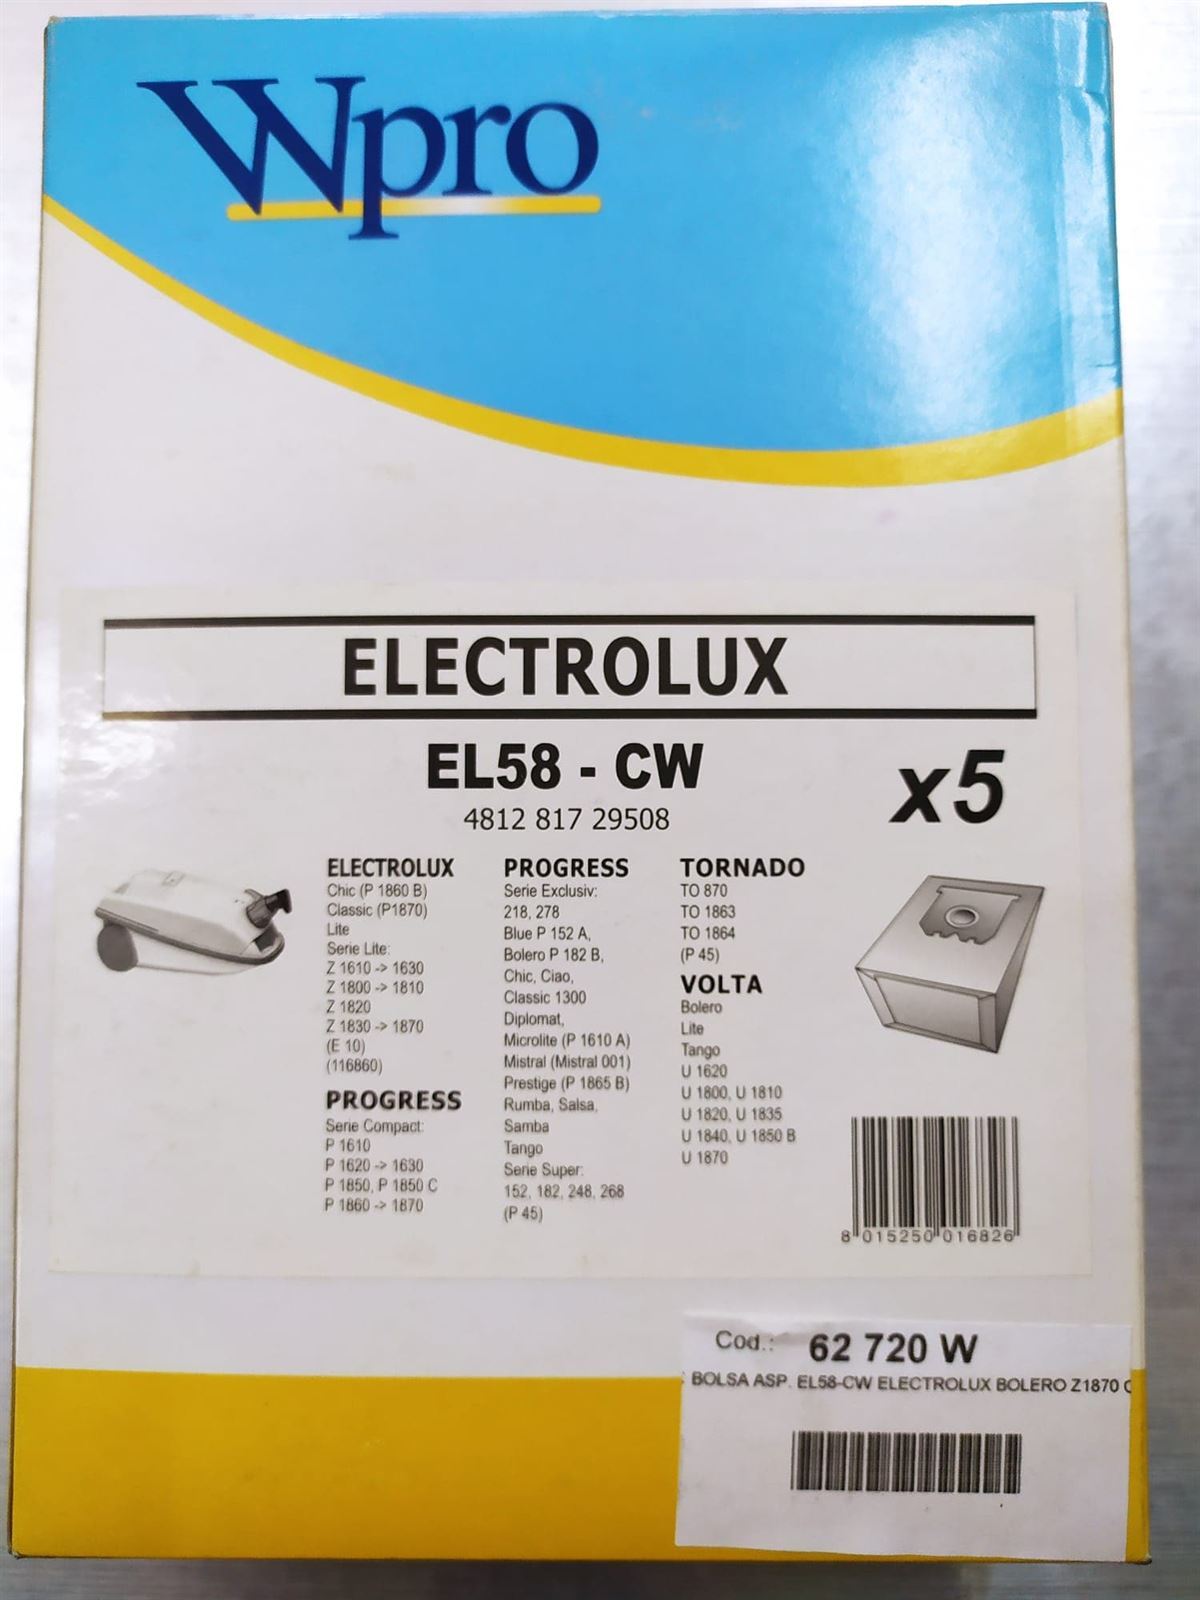 Wpro
ELECTROLUX
EL58 - CW
4812 817 29508
x5
ELECTROLUX
Chic (P 1860 B)
Classic (P1870)
Lite
Serie Lite:
Z 1610 -> 1630
Z 1800 -> 1810
Z 1820
Z 1830 -> 1870
(E 10)
(116860)
PROGRESS
Serie Compact:
P 1610
P 1620 -> 1630
P 1850, P 1850 C
P 1860 -> 1870
PROGRESS
Serie Exclusiv:
218, 278
Blue P 152 A,
Bolero P 182 B,
Chic, Ciao,
Classic 1300
Diplomat,
Microlite (P 1610 A)
Mistral (Mistral 001)
Prestige (P 1865 B)
Rumba, Salsa,
Samba
Tango
Serie Super:
152, 182, 248, 268
(P 45)
TORNADO
TO 870
TO 1863
TO 1864
(P 45)
VOLTA
Bolero
Lite
Tango
U 1620
U 1800, U 1810
U 1820, U 1835
U 1840, U 1850 B
U 1870
8 015250 016826
Cod.: 62 720 W
BOLSA ASP. EL58-CW ELECTROLUX BOLERO Z1870